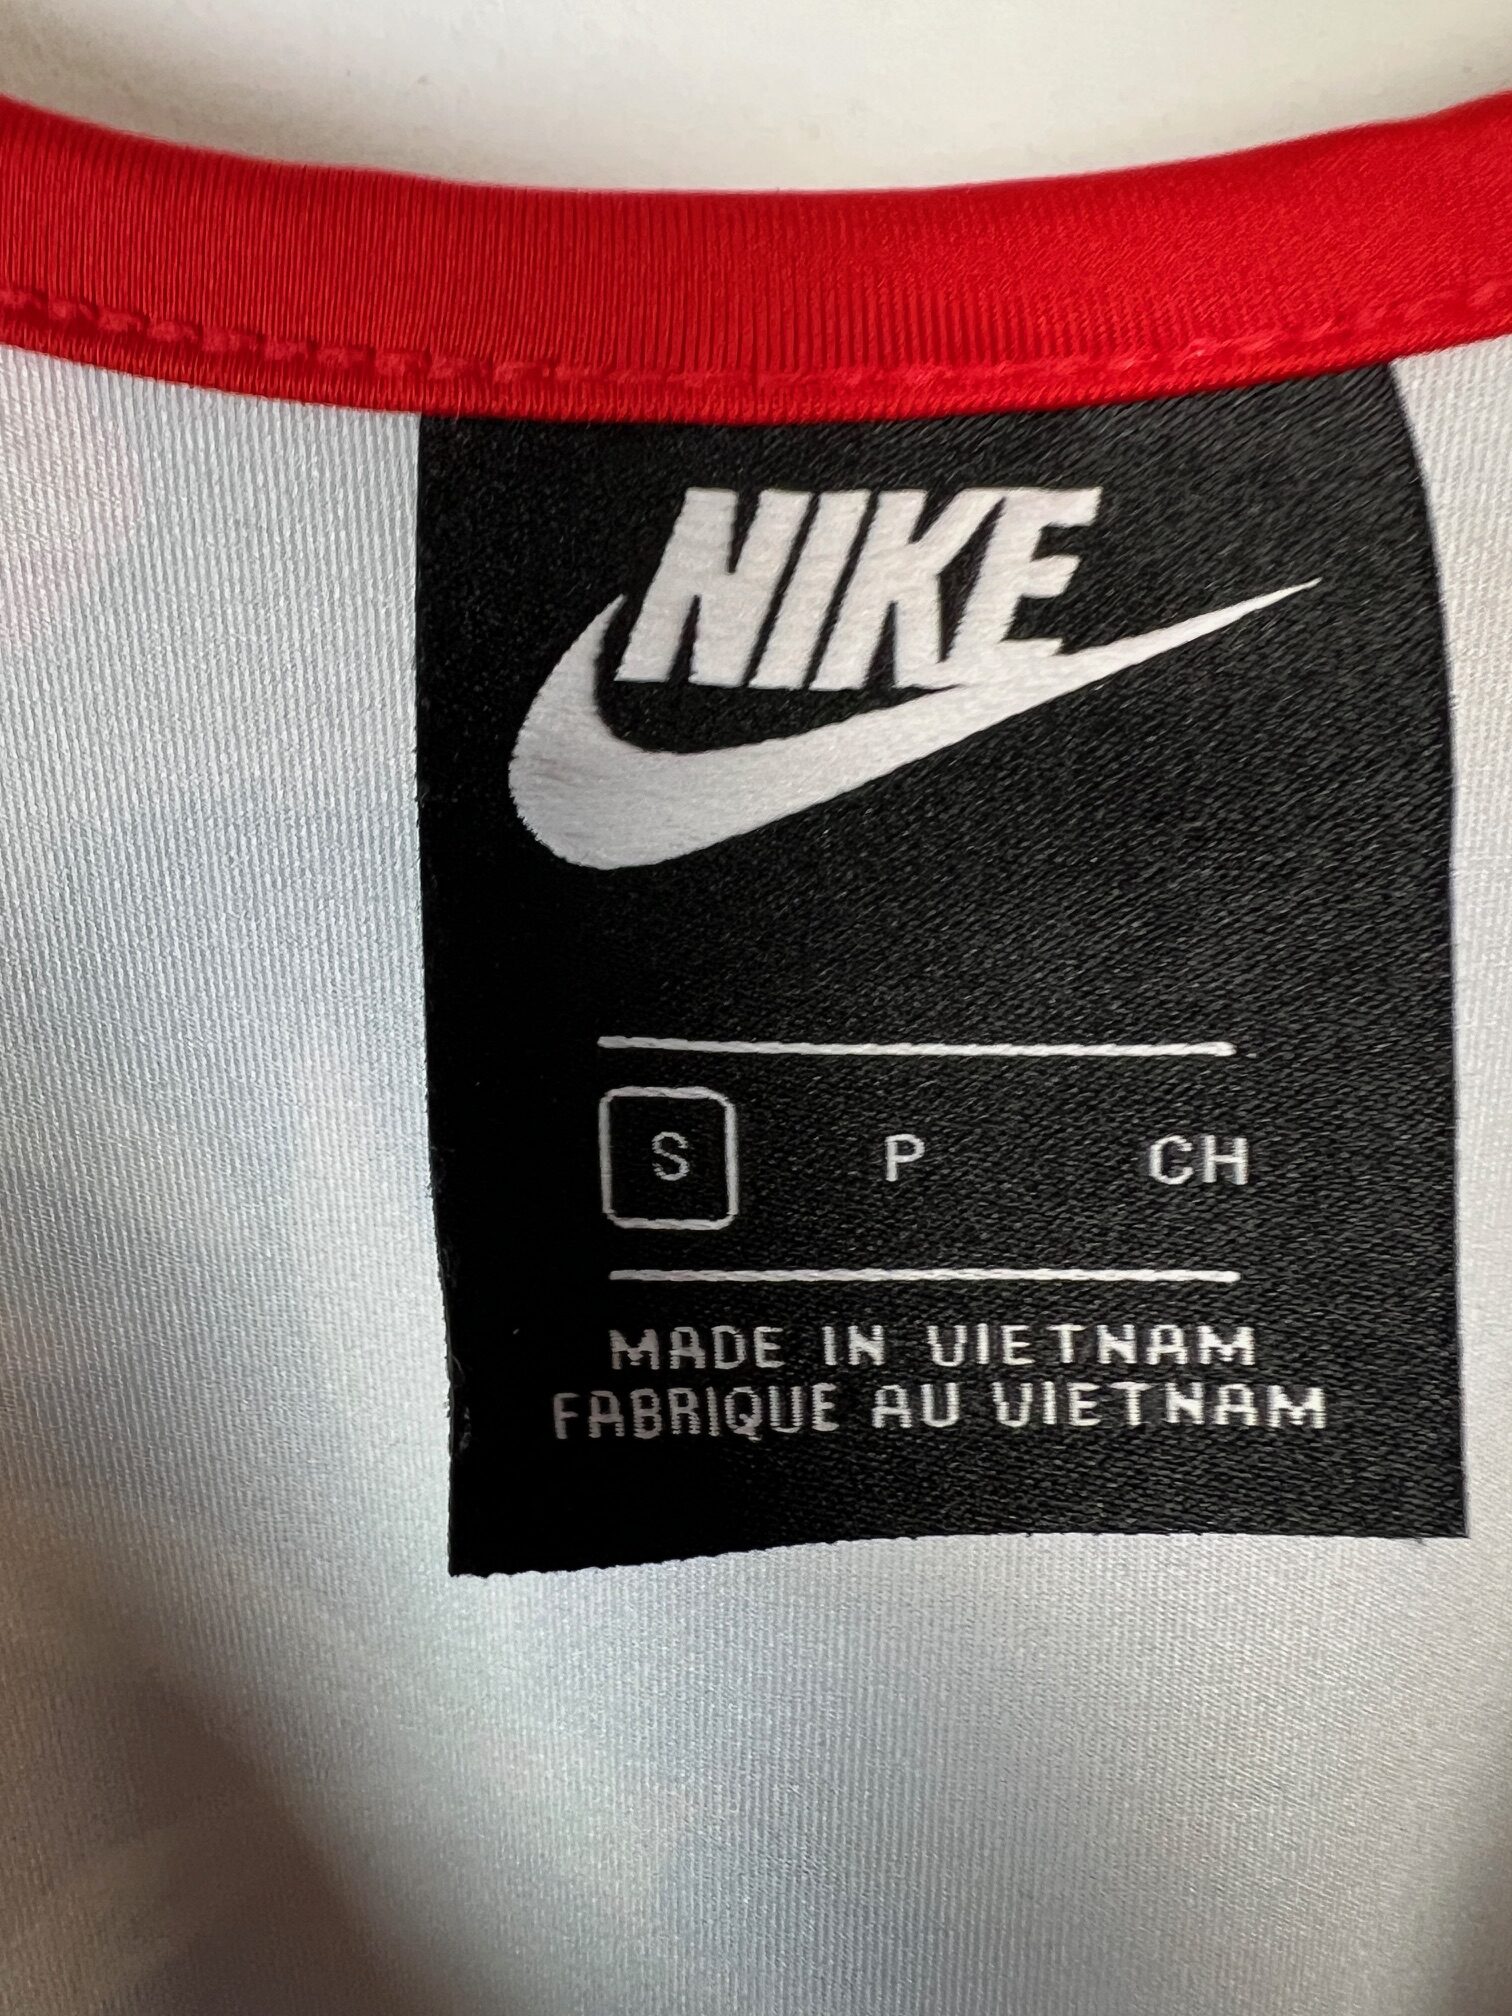 NIKE
S P CH
MADE IN VIETNAM
FABRIQUE AU VIETNAM